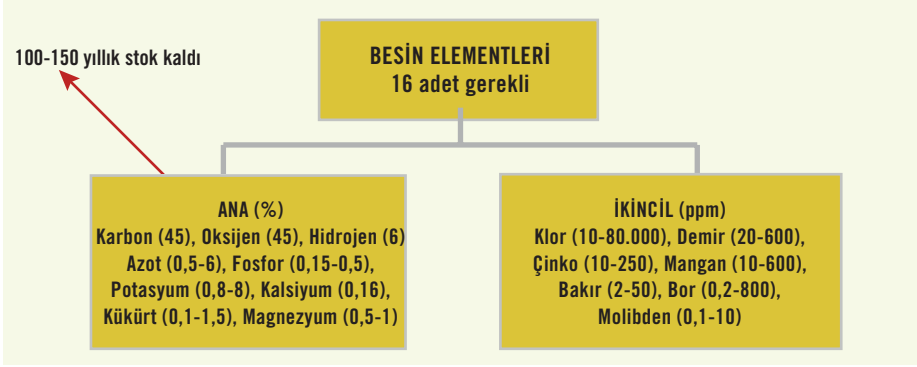 100-150 yıllık stok kaldı
BESİN ELEMENTLERİ
16 adet gerekli
ANA (%)
Karbon (45), Oksijen (45), Hidrojen (6)
Azot (0,5-6), Fosfor (0,15-0,5),
Potasyum (0,8-8), Kalsiyum (0,16),
Kükürt (0,1-1,5), Magnezyum (0,5-1)
İKİNCİL (ppm)
Klor (10-80.000), Demir (20-600),
Çinko (10-250), Mangan (10-600),
Bakır (2-50), Bor (0,2-800),
Molibden (0,1-10)